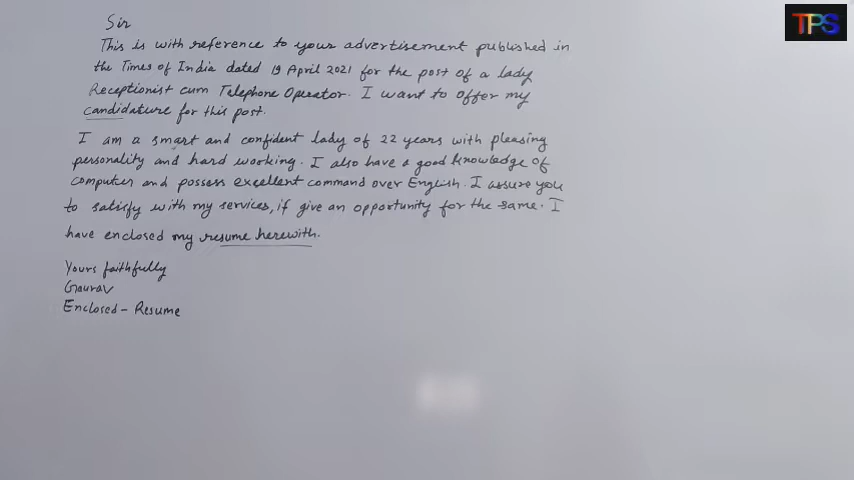 TPS
Sir
This is with reference to your advertisement published in
the Times of India dated 19 April 2021 for the post of a lady
Receptionist cum Telephone Operator. I want to offer my
candidature for this post.
I am a smart and confident lady of 22 years with pleasing
personality and hard working. I also have a good knowledge of
computer and possess excellent command over English. I assure you
to satisfy with my services, if give an opportunity for the same. I
have enclosed my resume herewith.
Yours faithfully
Gaurav
Enclosed - Resume